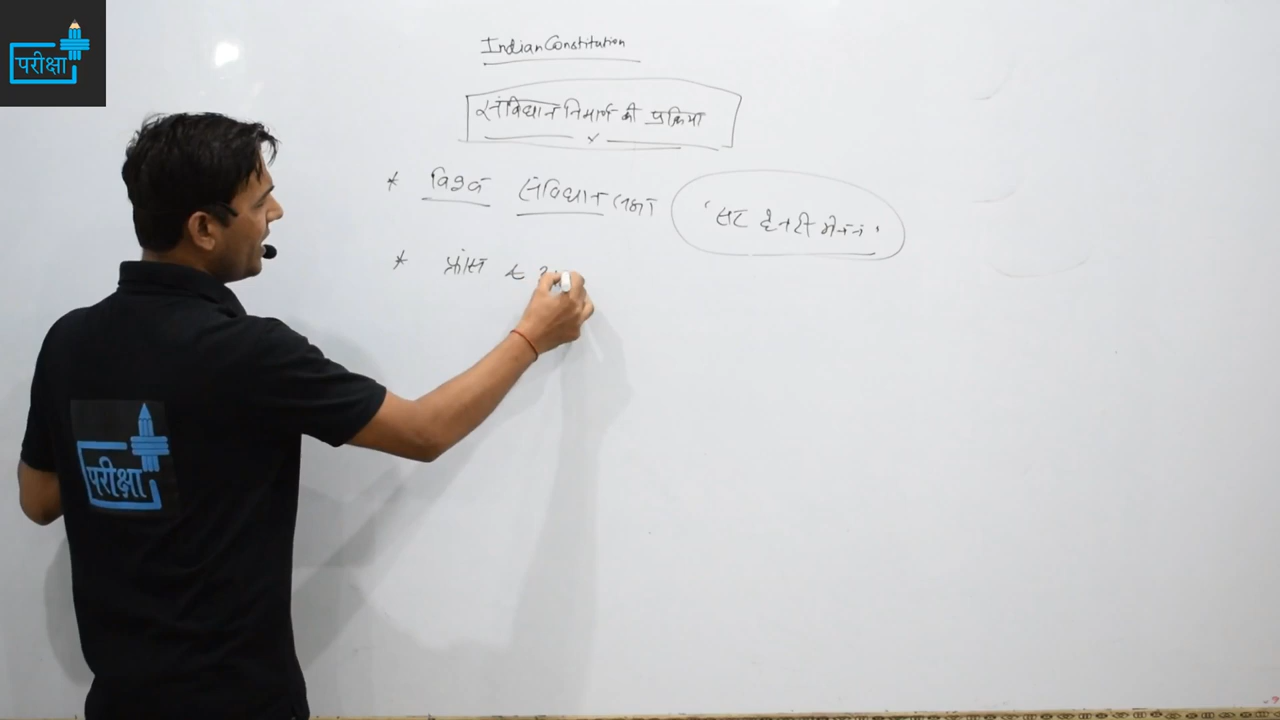 परीक्षा
Indian Constitution
संविधान निर्माण की प्रक्रिया
* विश्व संविधान सभा 'सर हेनरी मेन'
* फ्रांस
परीक्षा